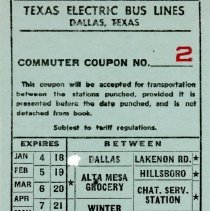 TEXAS ELECTRIC BUS LINES
DALLAS, TEXAS
COMMUTER COUPON NO. 2
This coupon will be accepted for transportation
between the stations punched, provided it is
presented before the date punched, and is not
detached from book.
Subject to tariff regulations.
EXPIRES BETWEEN
JAN 4 18 DALLAS LAKENON RD. ★
FEB 5 19 ★ ALTA MESA GROCERY HILLSBORO
MAR 6 20 ★ CHAT. SERV. STATION
APR 7 21 WINTER